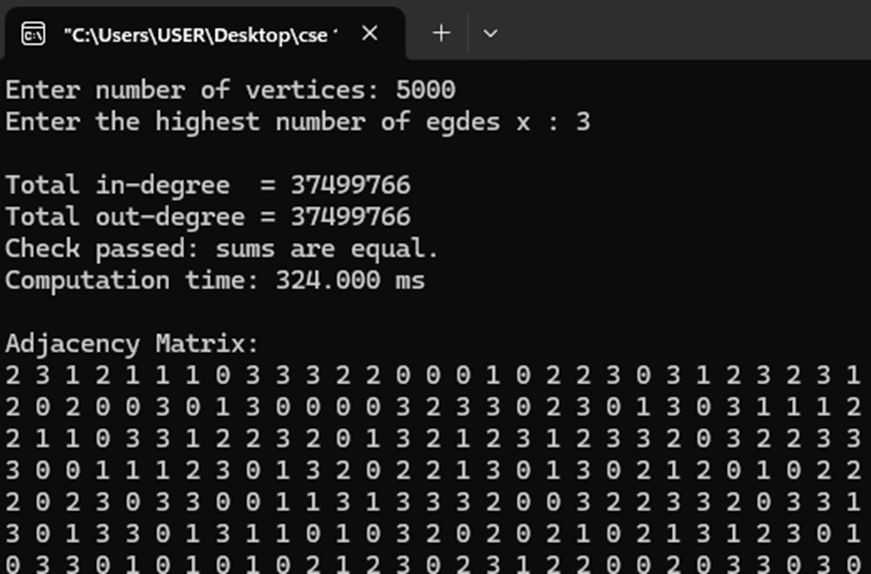 "C:\Users\USER\Desktop\cse
Enter number of vertices: 5000
Enter the highest number of egdes x : 3
Total in-degree  = 37499766
Total out-degree = 37499766
Check passed: sums are equal.
Computation time: 324.000 ms
Adjacency Matrix:
2 3 1 2 1 1 1 0 3 3 3 2 2 0 0 0 1 0 2 2 3 0 3 1 2 3 2 3 1
2 0 2 0 0 3 0 1 3 0 0 0 0 3 2 3 3 0 2 3 0 1 3 0 3 1 1 1 2
2 1 1 0 3 3 1 2 2 3 2 0 1 3 2 1 2 3 1 2 3 3 2 0 3 2 2 3 3
3 0 0 1 1 1 2 3 0 1 3 2 0 2 2 1 3 0 1 3 0 2 1 2 0 1 0 2 2
2 0 2 3 0 3 3 0 0 1 1 3 1 3 3 3 2 0 0 3 2 2 3 3 2 0 3 3 1
3 0 1 3 3 0 1 3 1 1 0 1 0 3 2 0 2 0 2 1 0 2 1 3 1 2 3 0 1
0 3 3 0 1 0 1 0 1 0 2 1 2 3 0 2 3 1 2 2 0 0 2 0 3 3 0 3 0